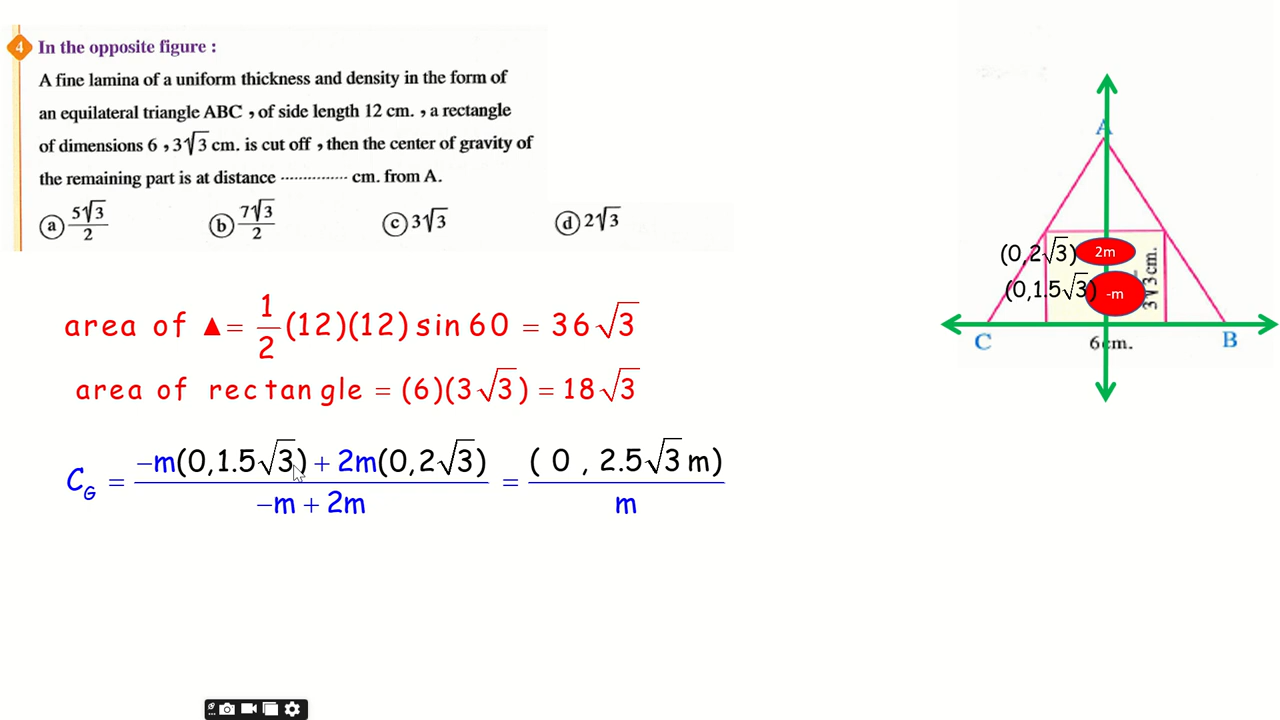 4 In the opposite figure :
A fine lamina of a uniform thickness and density in the form of
an equilateral triangle ABC , of side length 12 cm. , a rectangle
of dimensions 6 , 3√3 cm. is cut off , then the center of gravity of
the remaining part is at distance ·············· cm. from A.
(a) 5√3/2 (b) 7√3/2 (c) 3√3 (d) 2√3
A
(0,2√3) 2m
(0,1.5√3) -m
3√3 cm.
C 6cm. B
area of ▲ = 1/2 (12)(12) sin 60 = 36√3
area of rectangle = (6)(3√3) = 18√3
C_G = (−m(0,1.5√3) + 2m(0,2√3))/(−m + 2m) = (0 , 2.5√3 m)/m